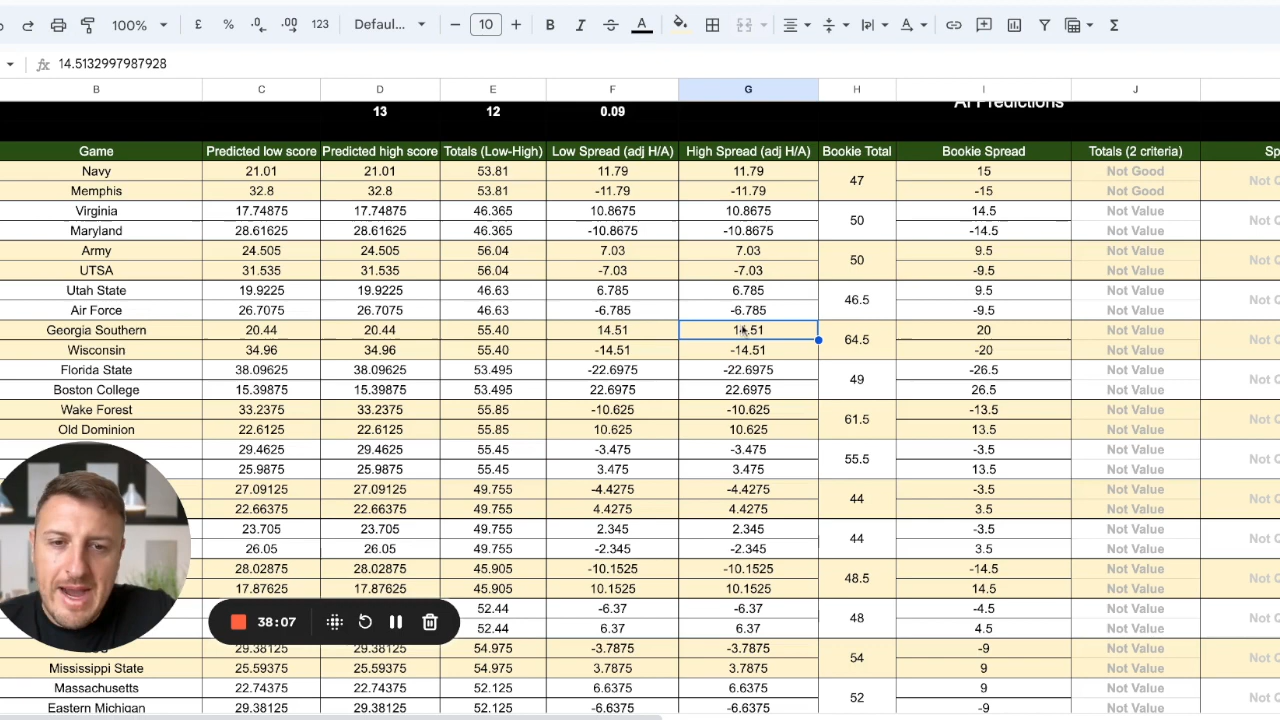 100% £ % .0 .00 123 Defaul... − 10 + B I A Σ
fx 14.5132997987928
B C D E F G H I J
13 12 0.09 AI Predictions
Game Predicted low score Predicted high score Totals (Low-High) Low Spread (adj H/A) High Spread (adj H/A) Bookie Total Bookie Spread Totals (2 criteria)
Navy 21.01 21.01 53.81 11.79 11.79 47 15 Not Good
Memphis 32.8 32.8 53.81 -11.79 -11.79 -15 Not Good
Virginia 17.74875 17.74875 46.365 10.8675 10.8675 50 14.5 Not Value
Maryland 28.61625 28.61625 46.365 -10.8675 -10.8675 -14.5 Not Value
Army 24.505 24.505 56.04 7.03 7.03 50 9.5 Not Value
UTSA 31.535 31.535 56.04 -7.03 -7.03 -9.5 Not Value
Utah State 19.9225 19.9225 46.63 6.785 6.785 46.5 9.5 Not Value
Air Force 26.7075 26.7075 46.63 -6.785 -6.785 -9.5 Not Value
Georgia Southern 20.44 20.44 55.40 14.51 14.51 64.5 20 Not Value
Wisconsin 34.96 34.96 55.40 -14.51 -14.51 -20 Not Value
Florida State 38.09625 38.09625 53.495 -22.6975 -22.6975 49 -26.5 Not Value
Boston College 15.39875 15.39875 53.495 22.6975 22.6975 26.5 Not Value
Wake Forest 33.2375 33.2375 55.85 -10.625 -10.625 61.5 -13.5 Not Value
Old Dominion 22.6125 22.6125 55.85 10.625 10.625 13.5 Not Value
29.4625 29.4625 55.45 -3.475 -3.475 55.5 -3.5 Not Value
25.9875 25.9875 55.45 3.475 3.475 13.5 Not Value
27.09125 27.09125 49.755 -4.4275 -4.4275 44 -3.5 Not Value
22.66375 22.66375 49.755 4.4275 4.4275 3.5 Not Value
23.705 23.705 49.755 2.345 2.345 44 -3.5 Not Value
26.05 26.05 49.755 -2.345 -2.345 3.5 Not Value
28.02875 28.02875 45.905 -10.1525 -10.1525 48.5 -14.5 Not Value
17.87625 17.87625 45.905 10.1525 10.1525 14.5 Not Value
52.44 -6.37 -6.37 48 -4.5 Not Value
38:07 52.44 6.37 6.37 4.5 Not Value
29.38125 29.38125 54.975 -3.7875 -3.7875 54 -9 Not Value
Mississippi State 25.59375 25.59375 54.975 3.7875 3.7875 9 Not Value
Massachusetts 22.74375 22.74375 52.125 6.6375 6.6375 52 9 Not Value
Eastern Michigan 29.38125 29.38125 52.125 -6.6375 -6.6375 -9 Not Value